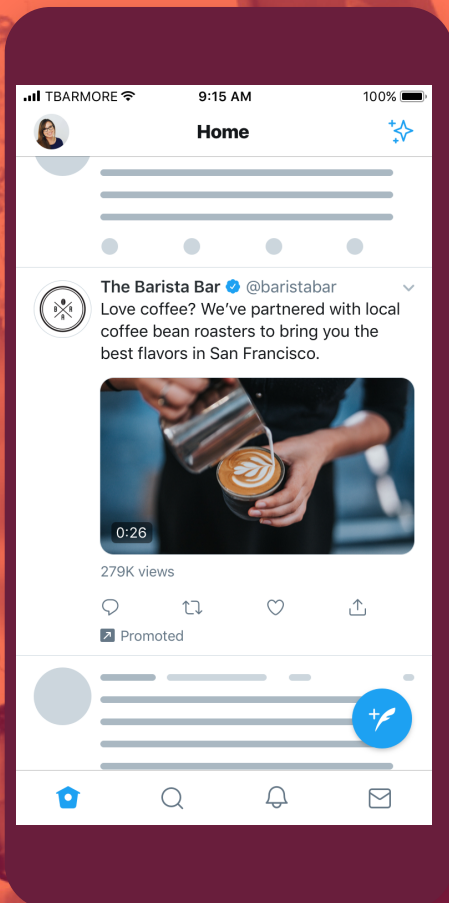 TBARMORE 9:15 AM 100%
Home
The Barista Bar @baristabar
Love coffee? We’ve partnered with local
coffee bean roasters to bring you the
best flavors in San Francisco.
0:26
279K views
Promoted